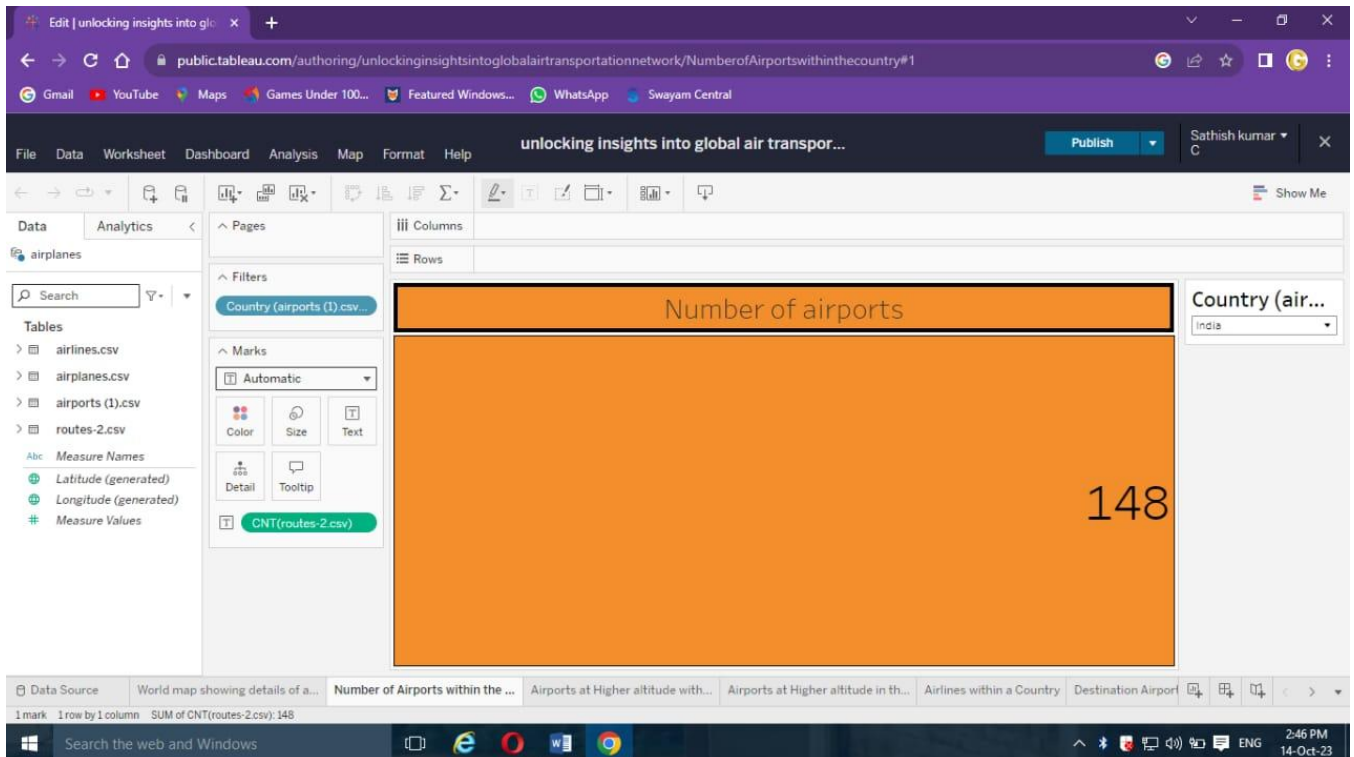 Edit | unlocking insights into glo
public.tableau.com/authoring/unlockinginsightsintoglobalairtransportationnetwork/NumberofAirportswithinthecountry#1
Gmail YouTube Maps Games Under 100... Featured Windows... WhatsApp Swayam Central
unlocking insights into global air transpor...
Publish
Sathish kumar C
File Data Worksheet Dashboard Analysis Map Format Help
Show Me
Data Analytics
Pages
Columns
airplanes
Rows
Filters
Search
Country (airports (1).csv...
Number of airports
Country (air...
India
Tables
airlines.csv
airplanes.csv
airports (1).csv
routes-2.csv
Abc Measure Names
Latitude (generated)
Longitude (generated)
# Measure Values
Marks
T Automatic
Color Size T Text
Detail Tooltip
T CNT(routes-2.csv)
148
Data Source World map showing details of a... Number of Airports within the ... Airports at Higher altitude with... Airports at Higher altitude in th... Airlines within a Country Destination Airport
1 mark 1 row by 1 column SUM of CNT(routes-2.csv): 148
Search the web and Windows
ENG
2:46 PM
14-Oct-23